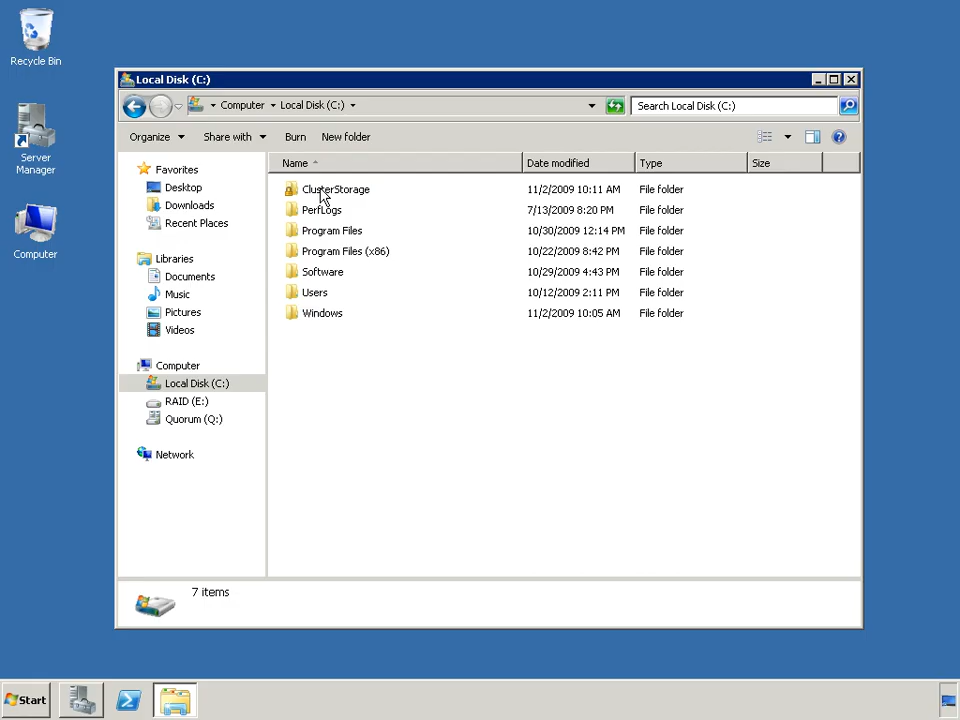 Recycle Bin
Server
Manager
Computer
Local Disk (C:)
Computer Local Disk (C:)
Search Local Disk (C:)
Organize Share with Burn New folder
Name Date modified Type Size
Favorites
Desktop
Downloads
Recent Places
Libraries
Documents
Music
Pictures
Videos
Computer
Local Disk (C:)
RAID (E:)
Quorum (Q:)
Network
ClusterStorage 11/2/2009 10:11 AM File folder
PerfLogs 7/13/2009 8:20 PM File folder
Program Files 10/30/2009 12:14 PM File folder
Program Files (x86) 10/22/2009 8:42 PM File folder
Software 10/29/2009 4:43 PM File folder
Users 10/12/2009 2:11 PM File folder
Windows 11/2/2009 10:05 AM File folder
7 items
Start